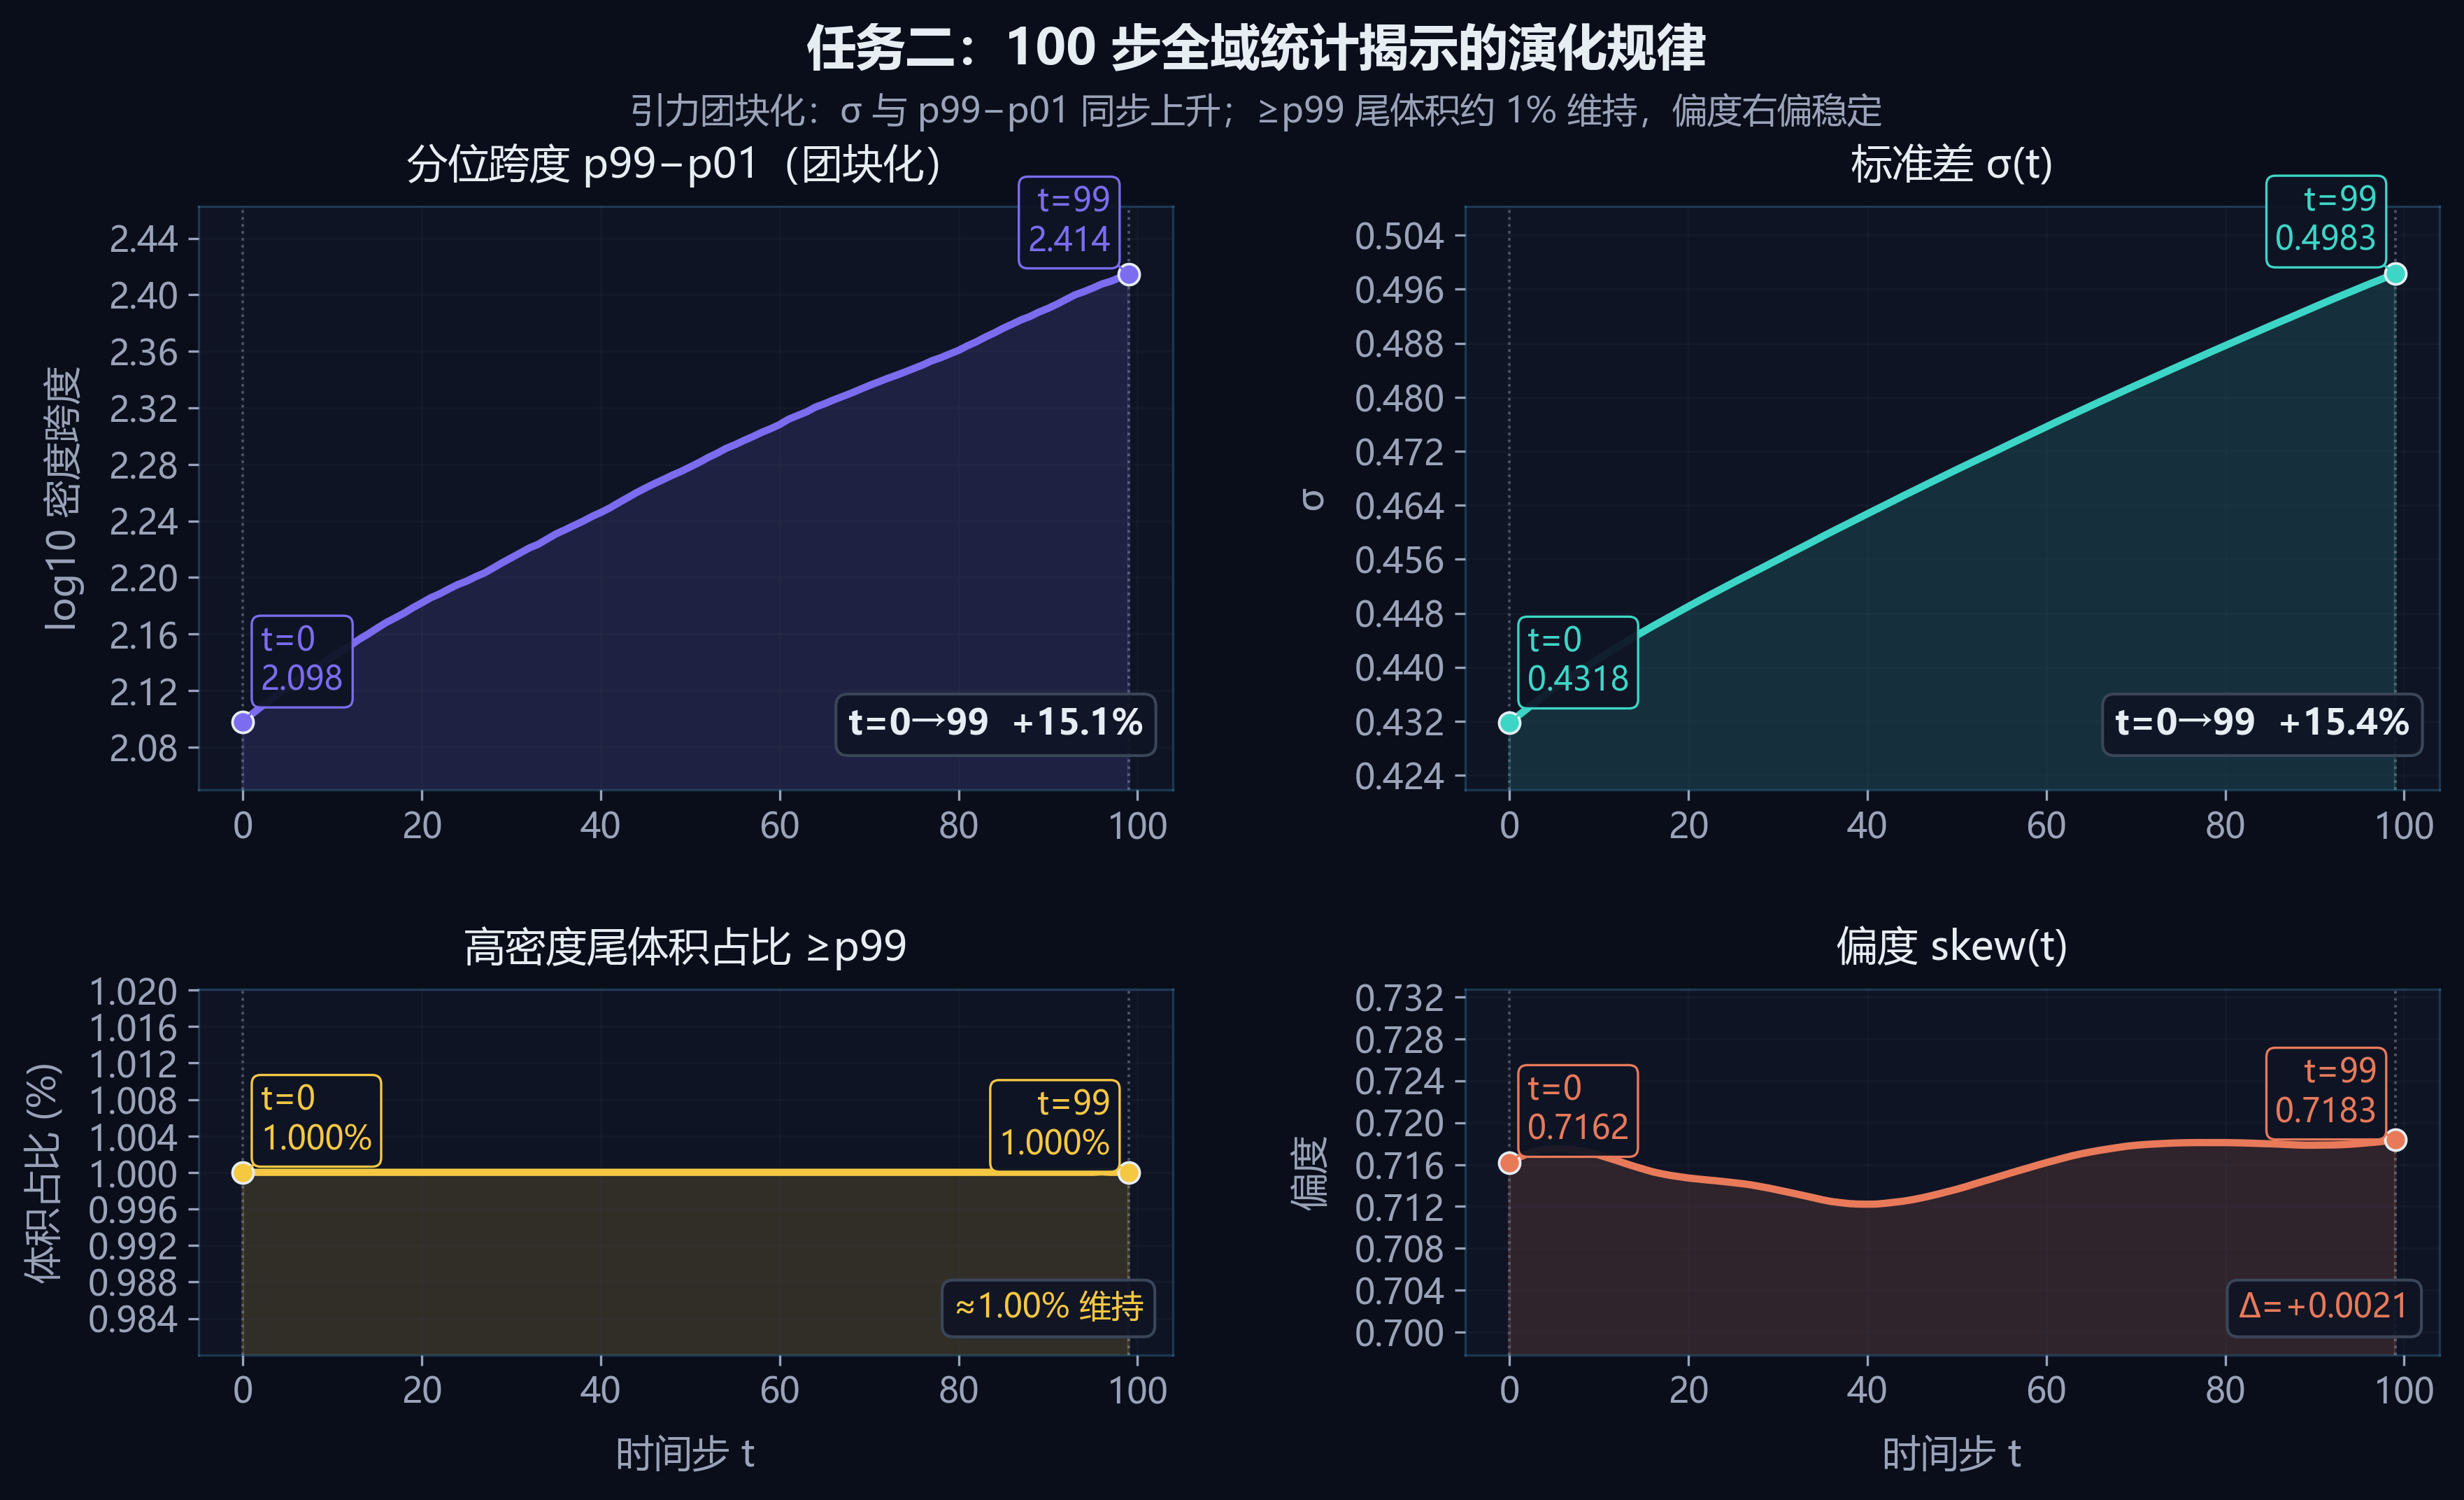 任务二：100 步全域统计揭示的演化规律
引力团块化：σ 与 p99−p01 同步上升；≥p99 尾体积约 1% 维持，偏度右偏稳定
分位跨度 p99−p01（团块化）
log10 密度跨度
2.44
2.40
2.36
2.32
2.28
2.24
2.20
2.16
2.12
2.08
t=99
2.414
t=0
2.098
t=0→99 +15.1%
0 20 40 60 80 100
标准差 σ(t)
σ
0.504
0.496
0.488
0.480
0.472
0.464
0.456
0.448
0.440
0.432
0.424
t=99
0.4983
t=0
0.4318
t=0→99 +15.4%
0 20 40 60 80 100
高密度尾体积占比 ≥p99
体积占比 (%)
1.020
1.016
1.012
1.008
1.004
1.000
0.996
0.992
0.988
0.984
t=0
1.000%
t=99
1.000%
≈1.00% 维持
0 20 40 60 80 100
时间步 t
偏度 skew(t)
偏度
0.732
0.728
0.724
0.720
0.716
0.712
0.708
0.704
0.700
t=0
0.7162
t=99
0.7183
Δ=+0.0021
0 20 40 60 80 100
时间步 t